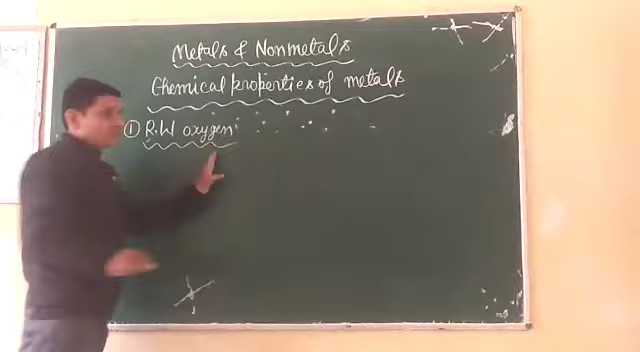 Metals & Nonmetals
Chemical properties of metals
① R.W oxygen